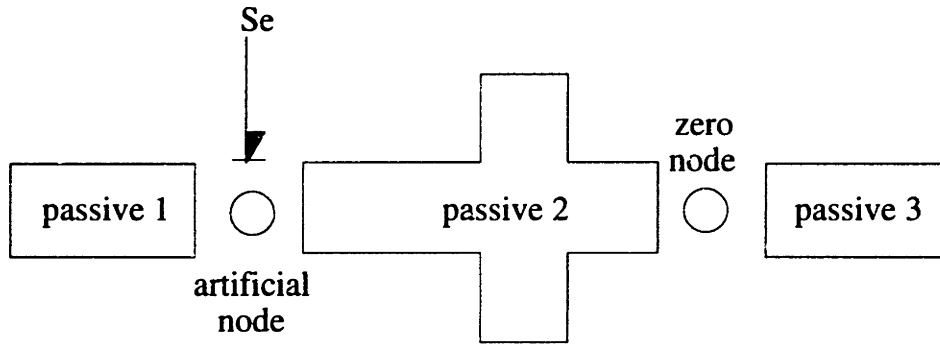 Se
zero
node
passive 1
passive 2
passive 3
artificial
node